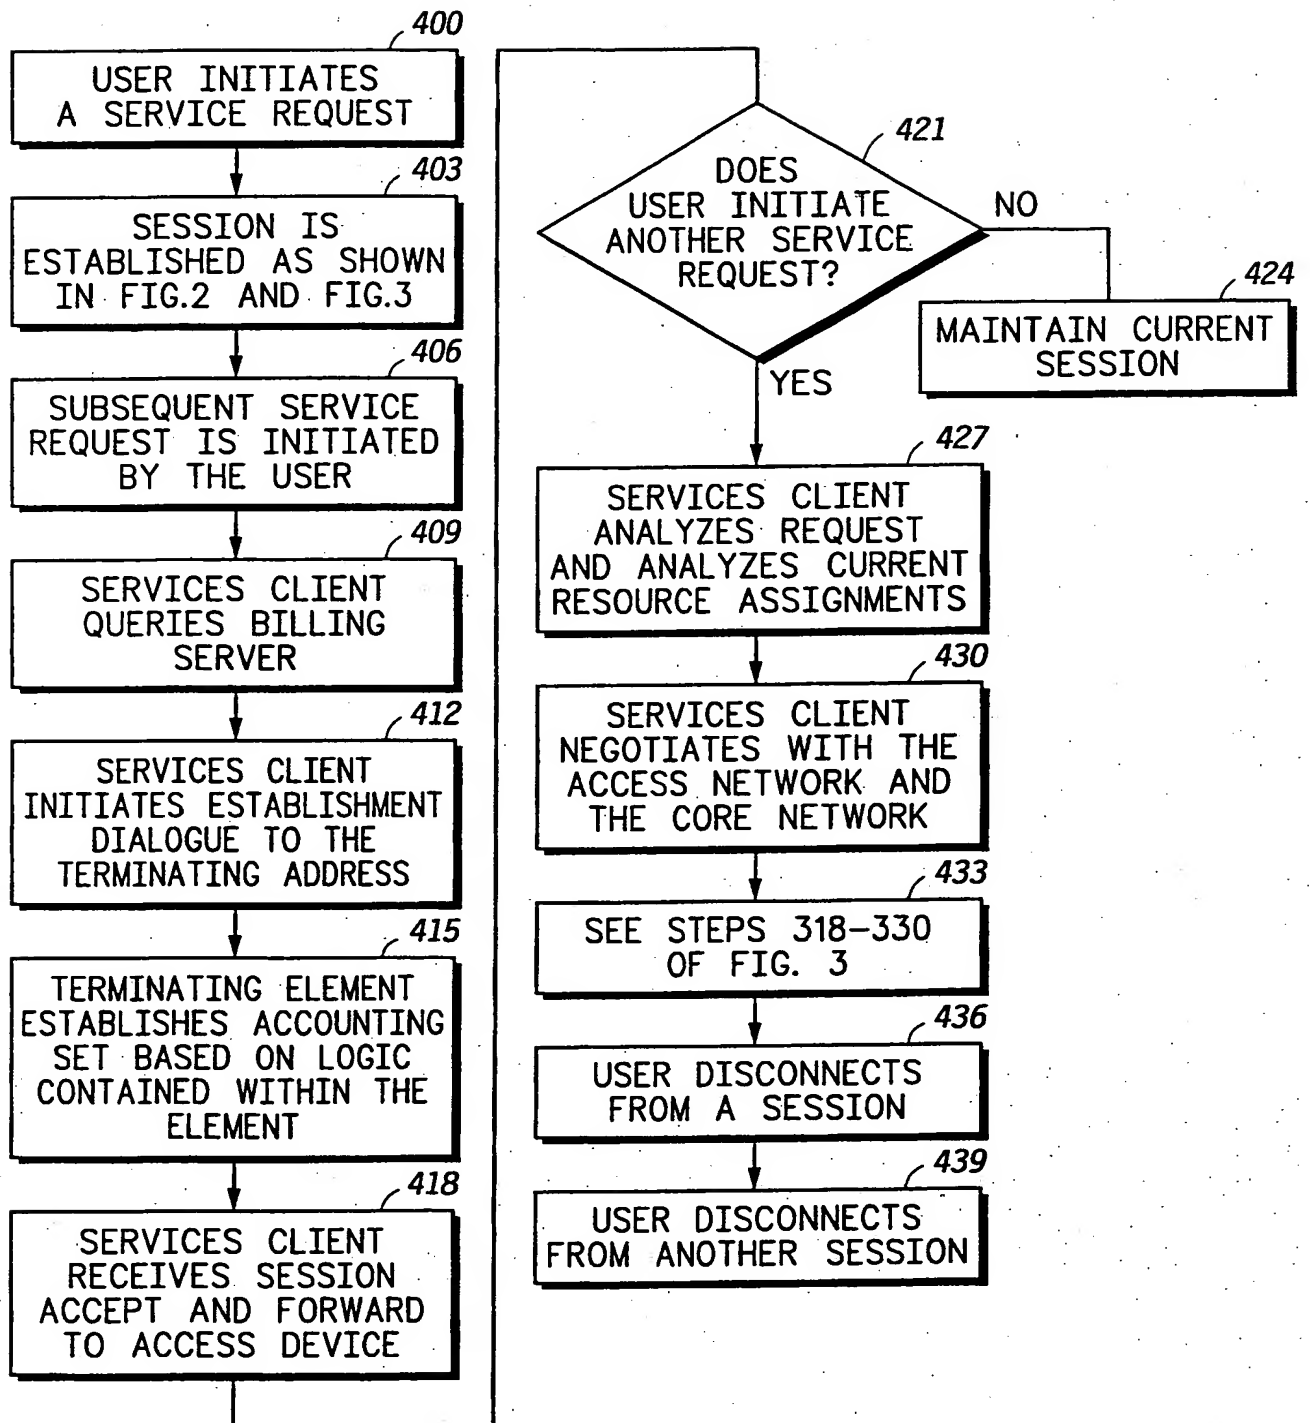 400
USER INITIATES
A SERVICE REQUEST
403
SESSION IS
ESTABLISHED AS SHOWN
IN FIG.2 AND FIG.3
406
SUBSEQUENT SERVICE
REQUEST IS INITIATED
BY THE USER
409
SERVICES CLIENT
QUERIES BILLING
SERVER
412
SERVICES CLIENT
INITIATES ESTABLISHMENT
DIALOGUE TO THE
TERMINATING ADDRESS
415
TERMINATING ELEMENT
ESTABLISHES ACCOUNTING
SET BASED ON LOGIC
CONTAINED WITHIN THE
ELEMENT
418
SERVICES CLIENT
RECEIVES SESSION
ACCEPT AND FORWARD
TO ACCESS DEVICE
421
DOES
USER INITIATE
ANOTHER SERVICE
REQUEST?
NO
424
MAINTAIN CURRENT
SESSION
YES
427
SERVICES CLIENT
ANALYZES REQUEST
AND ANALYZES CURRENT
RESOURCE ASSIGNMENTS
430
SERVICES CLIENT
NEGOTIATES WITH THE
ACCESS NETWORK AND
THE CORE NETWORK
433
SEE STEPS 318-330
OF FIG. 3
436
USER DISCONNECTS
FROM A SESSION
439
USER DISCONNECTS
FROM ANOTHER SESSION